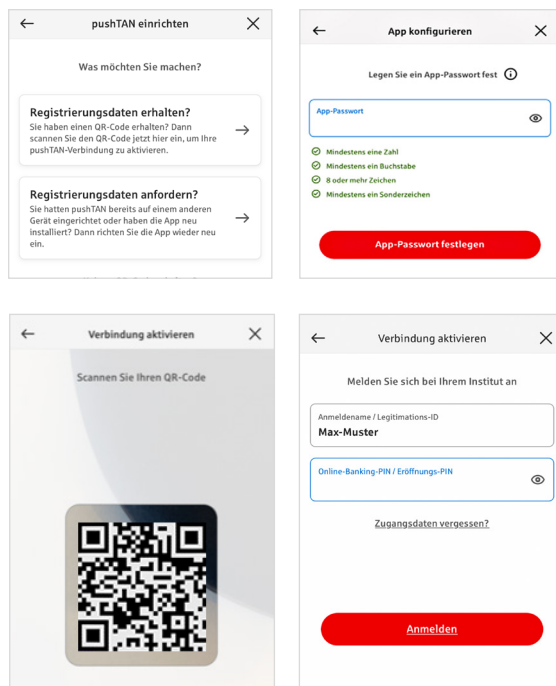 pushTAN einrichten
Was möchten Sie machen?
Registrierungsdaten erhalten?
Sie haben einen QR-Code erhalten? Dann
scannen Sie den QR-Code jetzt hier ein, um Ihre
pushTAN-Verbindung zu aktivieren.
Registrierungsdaten anfordern?
Sie hatten pushTAN bereits auf einem anderen
Gerät eingerichtet oder haben die App neu
installiert? Dann richten Sie die App wieder neu
ein.
App konfigurieren
Legen Sie ein App-Passwort fest
App-Passwort
Mindestens eine Zahl
Mindestens ein Buchstabe
8 oder mehr Zeichen
Mindestens ein Sonderzeichen
App-Passwort festlegen
Verbindung aktivieren
Scannen Sie Ihren QR-Code
Verbindung aktivieren
Melden Sie sich bei Ihrem Institut an
Anmeldename / Legitimations-ID
Max-Muster
Online-Banking-PIN / Eröffnungs-PIN
Zugangsdaten vergessen?
Anmelden